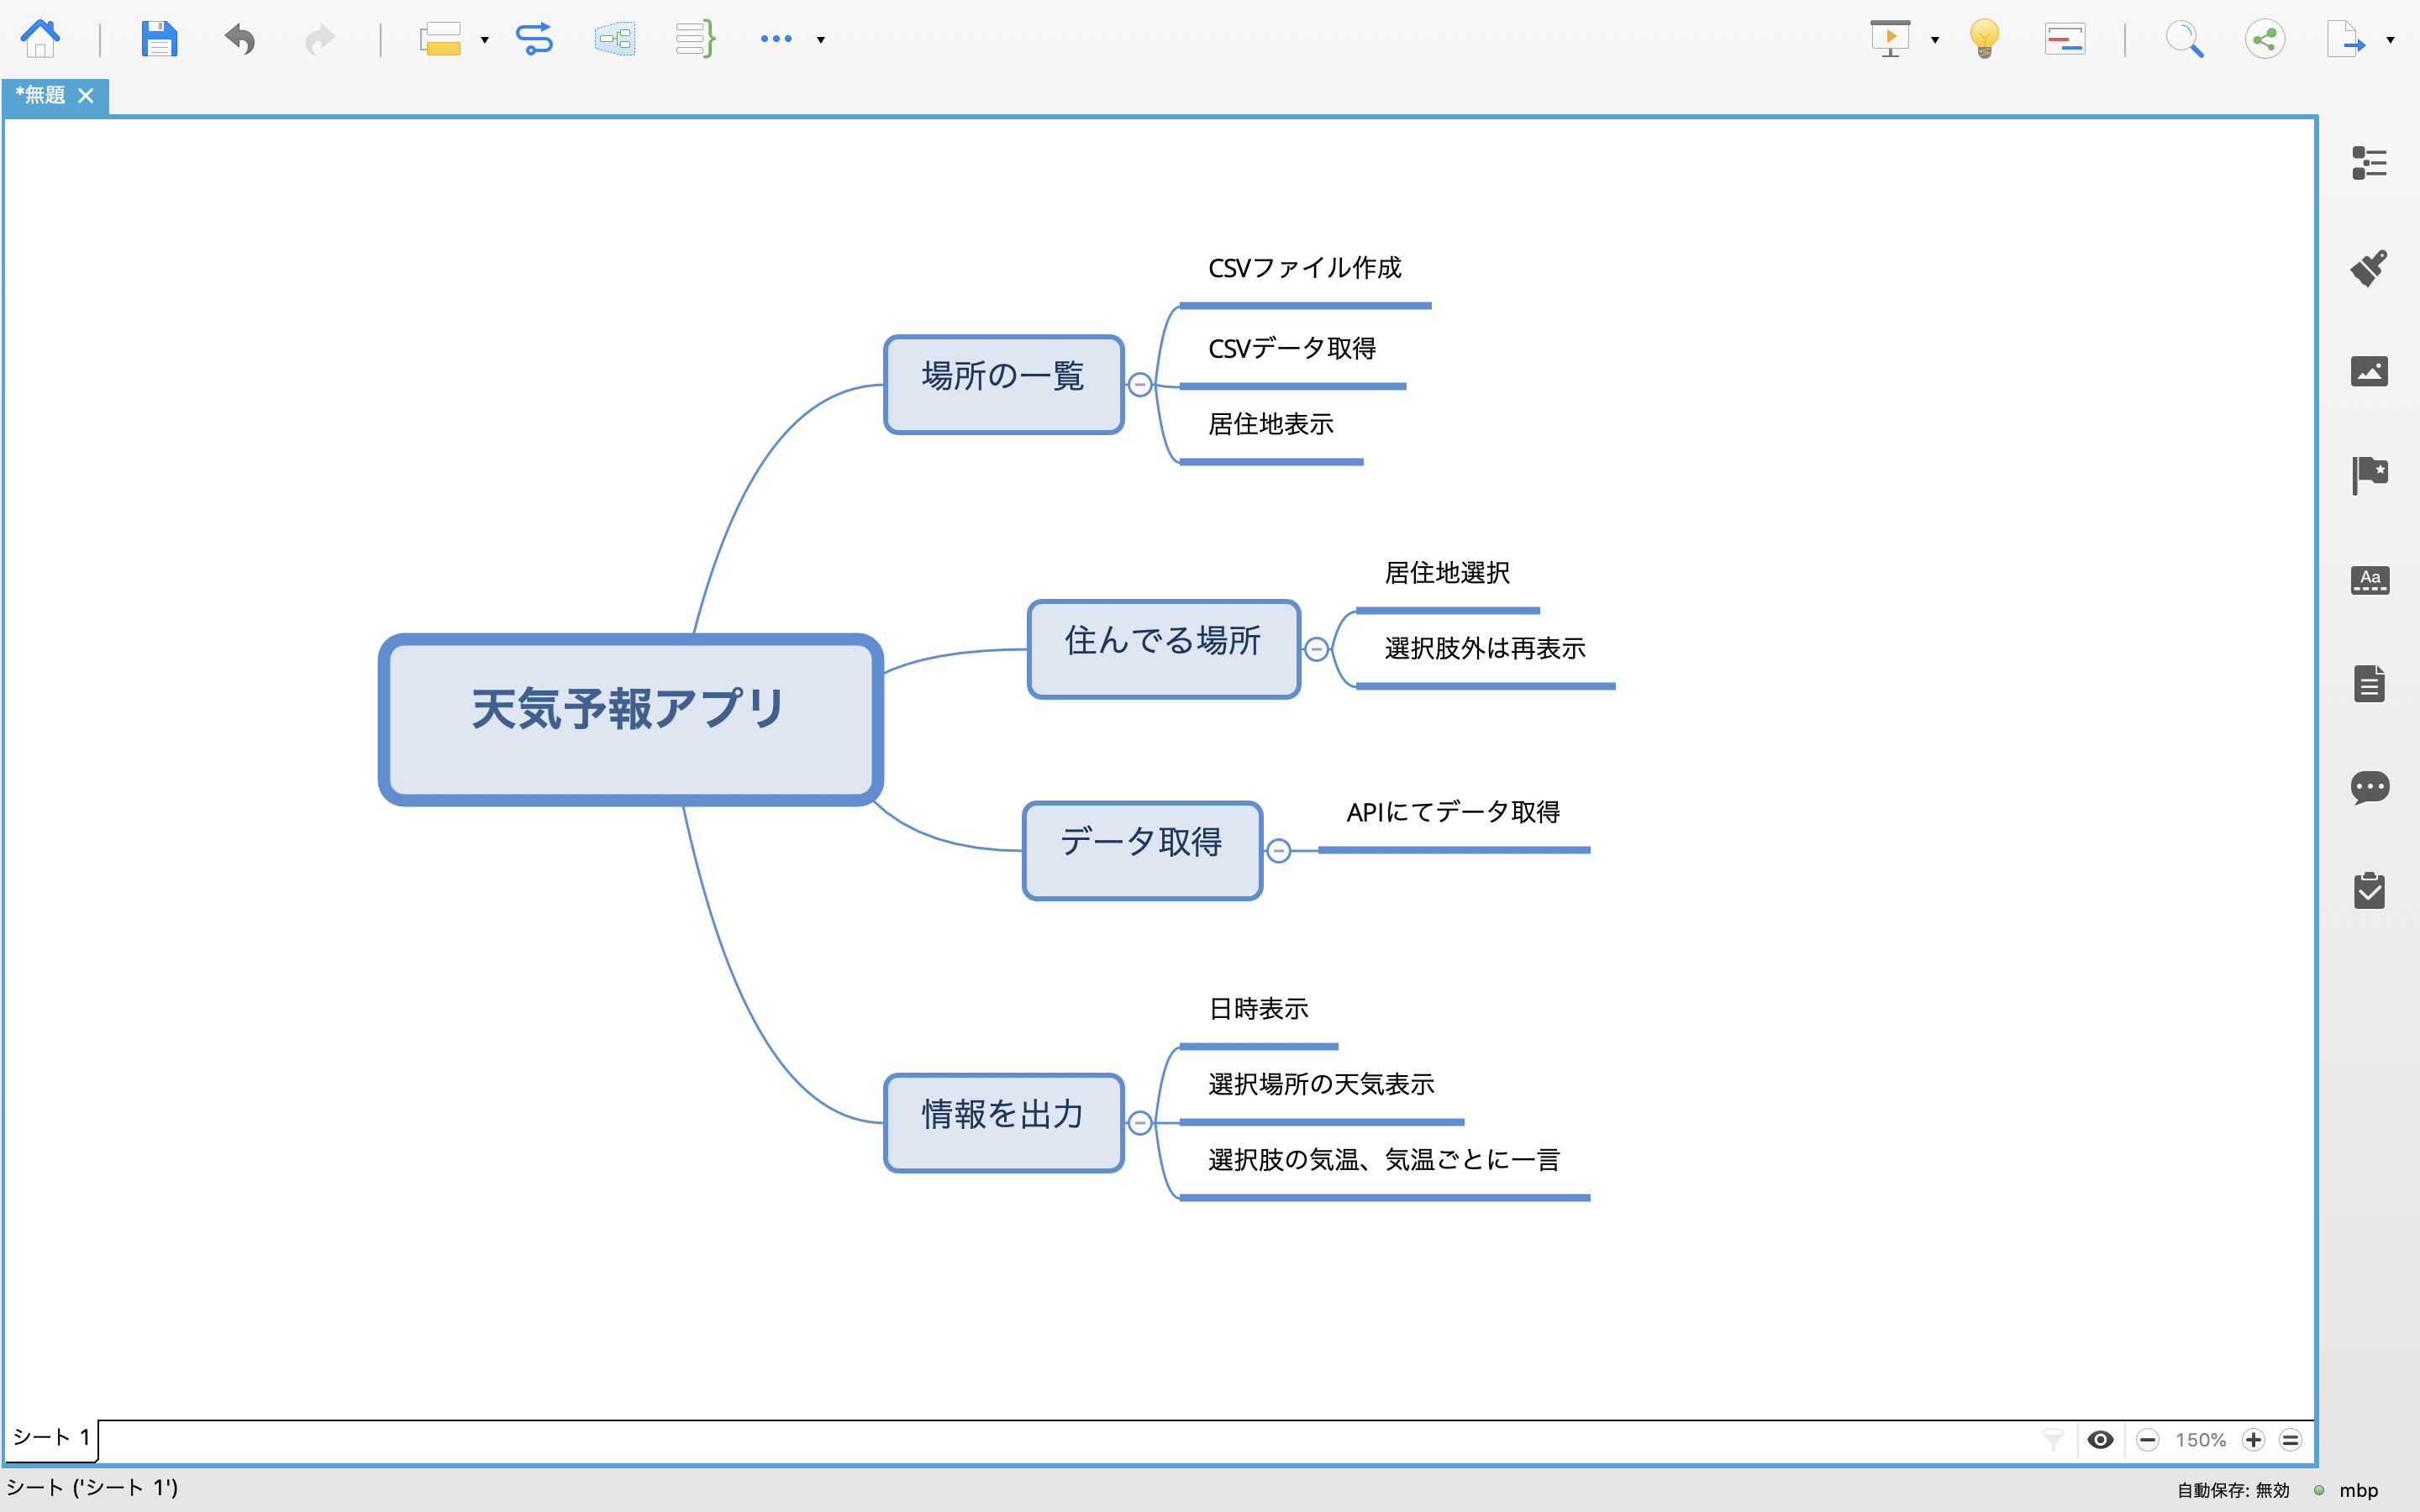 *無題
CSVファイル作成
CSVデータ取得
居住地表示
場所の一覧
居住地選択
選択肢外は再表示
住んでる場所
天気予報アプリ
APIにてデータ取得
データ取得
日時表示
選択場所の天気表示
選択肢の気温、気温ごとに一言
情報を出力
Aa
シート 1
150%
シート ('シート 1')
自動保存: 無効
mbp